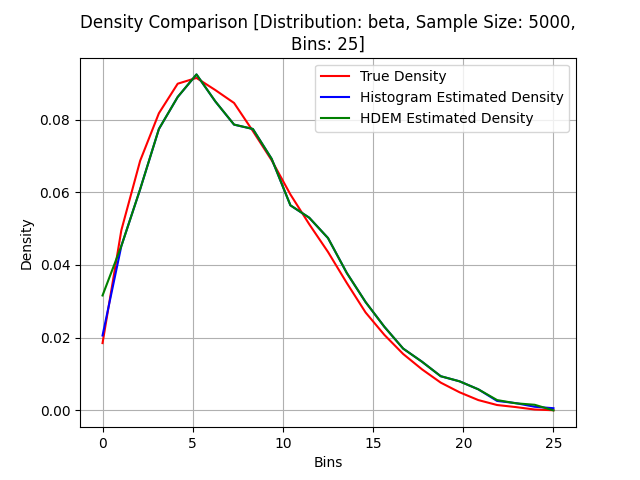 Density Comparison [Distribution: beta, Sample Size: 5000,
Bins: 25]
True Density
Histogram Estimated Density
HDEM Estimated Density
Density
0.08
0.06
0.04
0.02
0.00
0
5
10
15
20
25
Bins